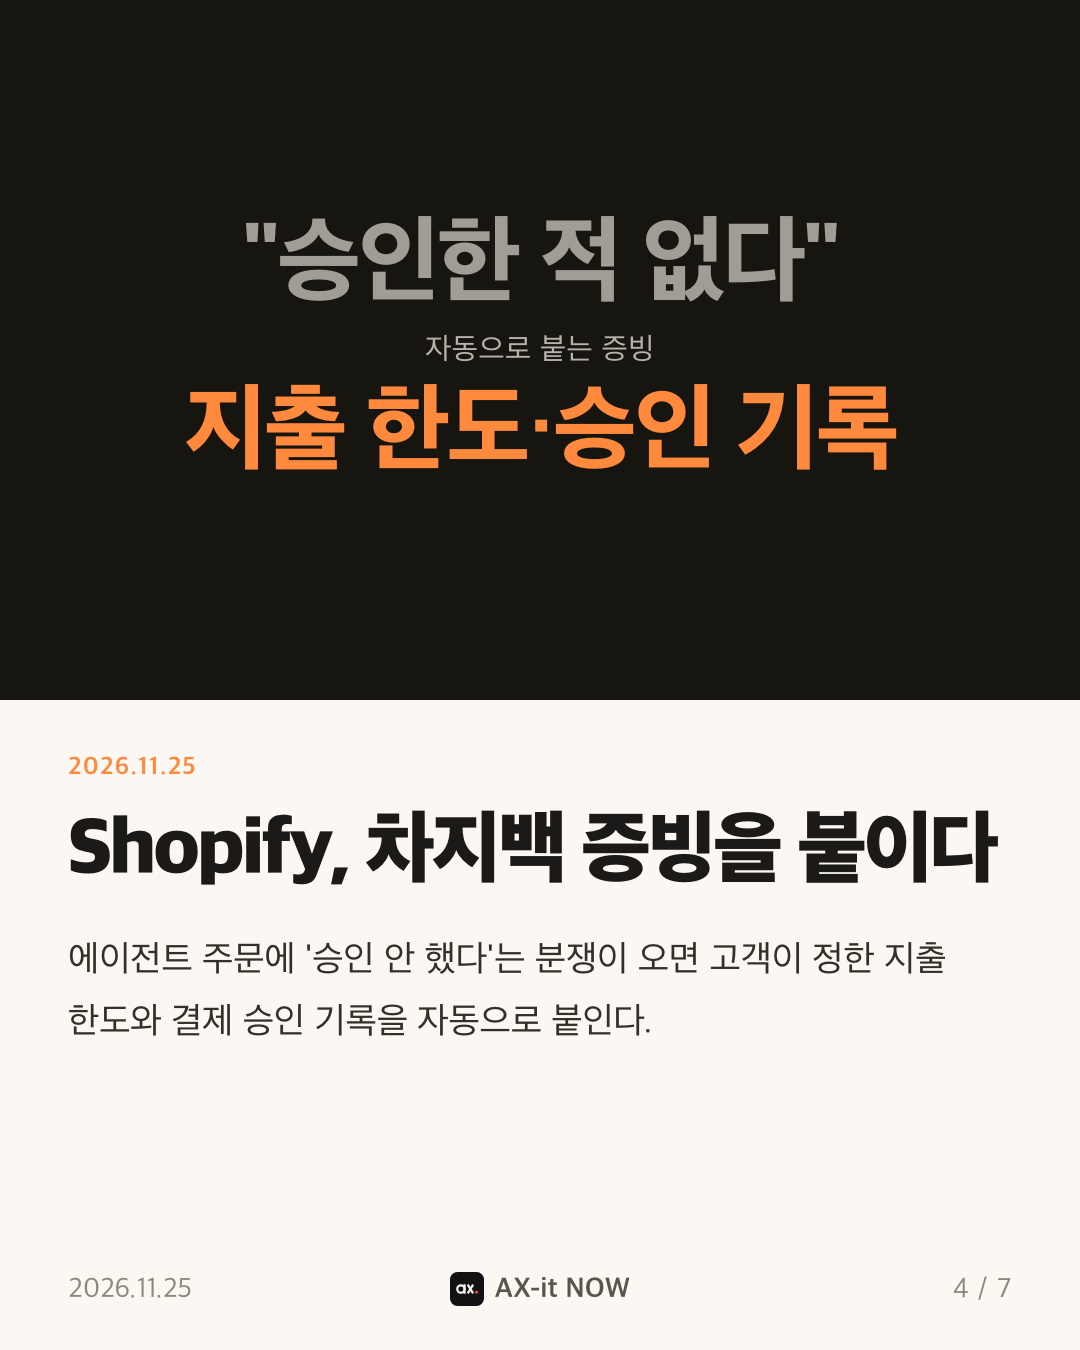 "승인한 적 없다"
자동으로 붙는 증빙
지출 한도·승인 기록
2026.11.25
Shopify, 차지백 증빙을 붙이다
에이전트 주문에 '승인 안 했다'는 분쟁이 오면 고객이 정한 지출
한도와 결제 승인 기록을 자동으로 붙인다.
2026.11.25
ax. AX-it NOW
4 / 7